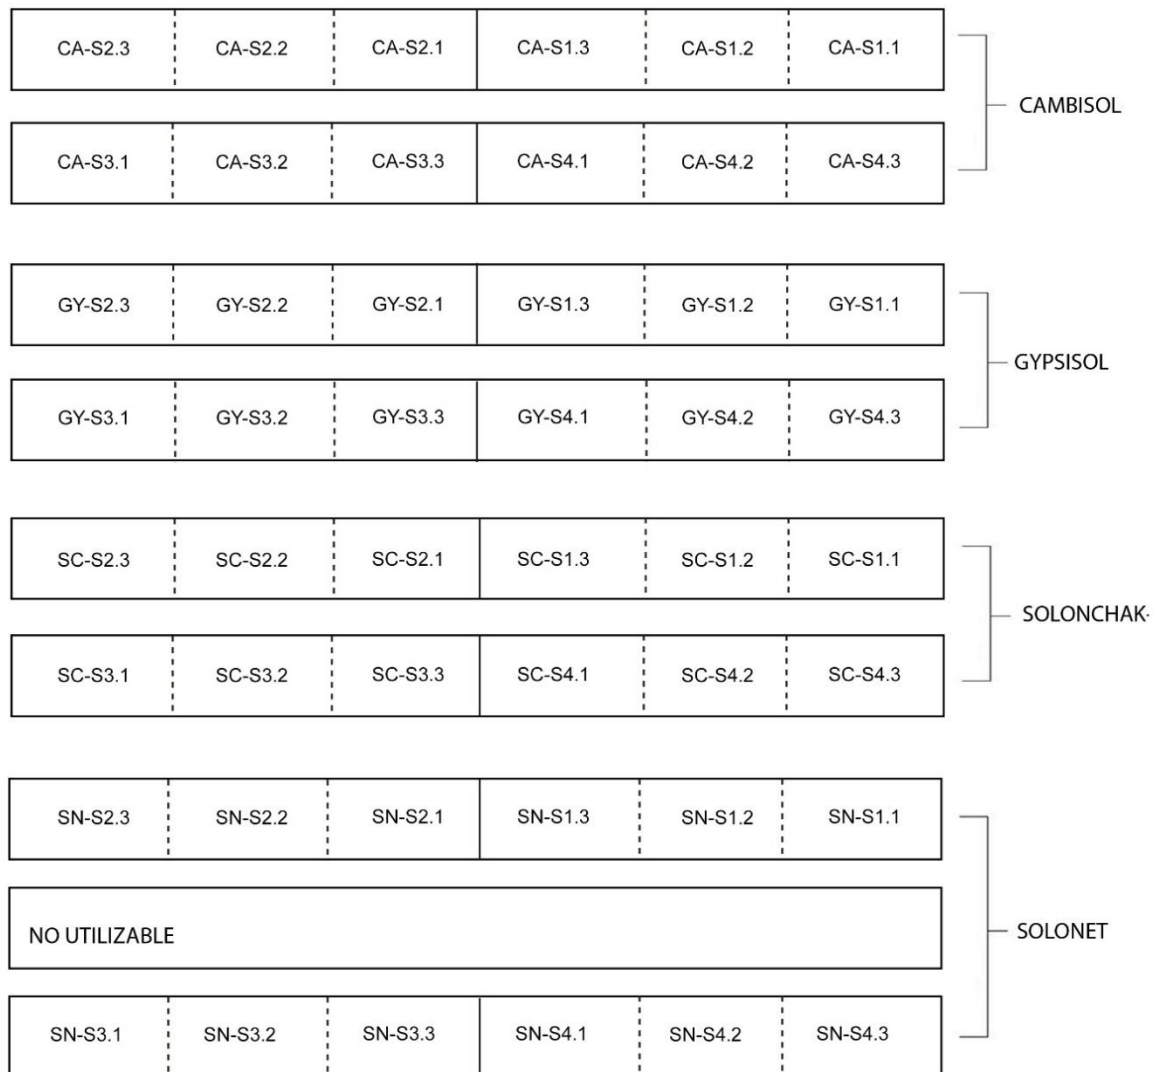 CA-S2.3 CA-S2.2 CA-S2.1 CA-S1.3 CA-S1.2 CA-S1.1
CAMBISOL
CA-S3.1 CA-S3.2 CA-S3.3 CA-S4.1 CA-S4.2 CA-S4.3
GY-S2.3 GY-S2.2 GY-S2.1 GY-S1.3 GY-S1.2 GY-S1.1
GYPSISOL
GY-S3.1 GY-S3.2 GY-S3.3 GY-S4.1 GY-S4.2 GY-S4.3
SC-S2.3 SC-S2.2 SC-S2.1 SC-S1.3 SC-S1.2 SC-S1.1
SOLONCHAK-
SC-S3.1 SC-S3.2 SC-S3.3 SC-S4.1 SC-S4.2 SC-S4.3
SN-S2.3 SN-S2.2 SN-S2.1 SN-S1.3 SN-S1.2 SN-S1.1
NO UTILIZABLE
SOLONET
SN-S3.1 SN-S3.2 SN-S3.3 SN-S4.1 SN-S4.2 SN-S4.3